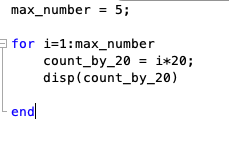 max_number = 5;
for i=1:max_number
count_by_20 = i*20;
disp(count_by_20)
end